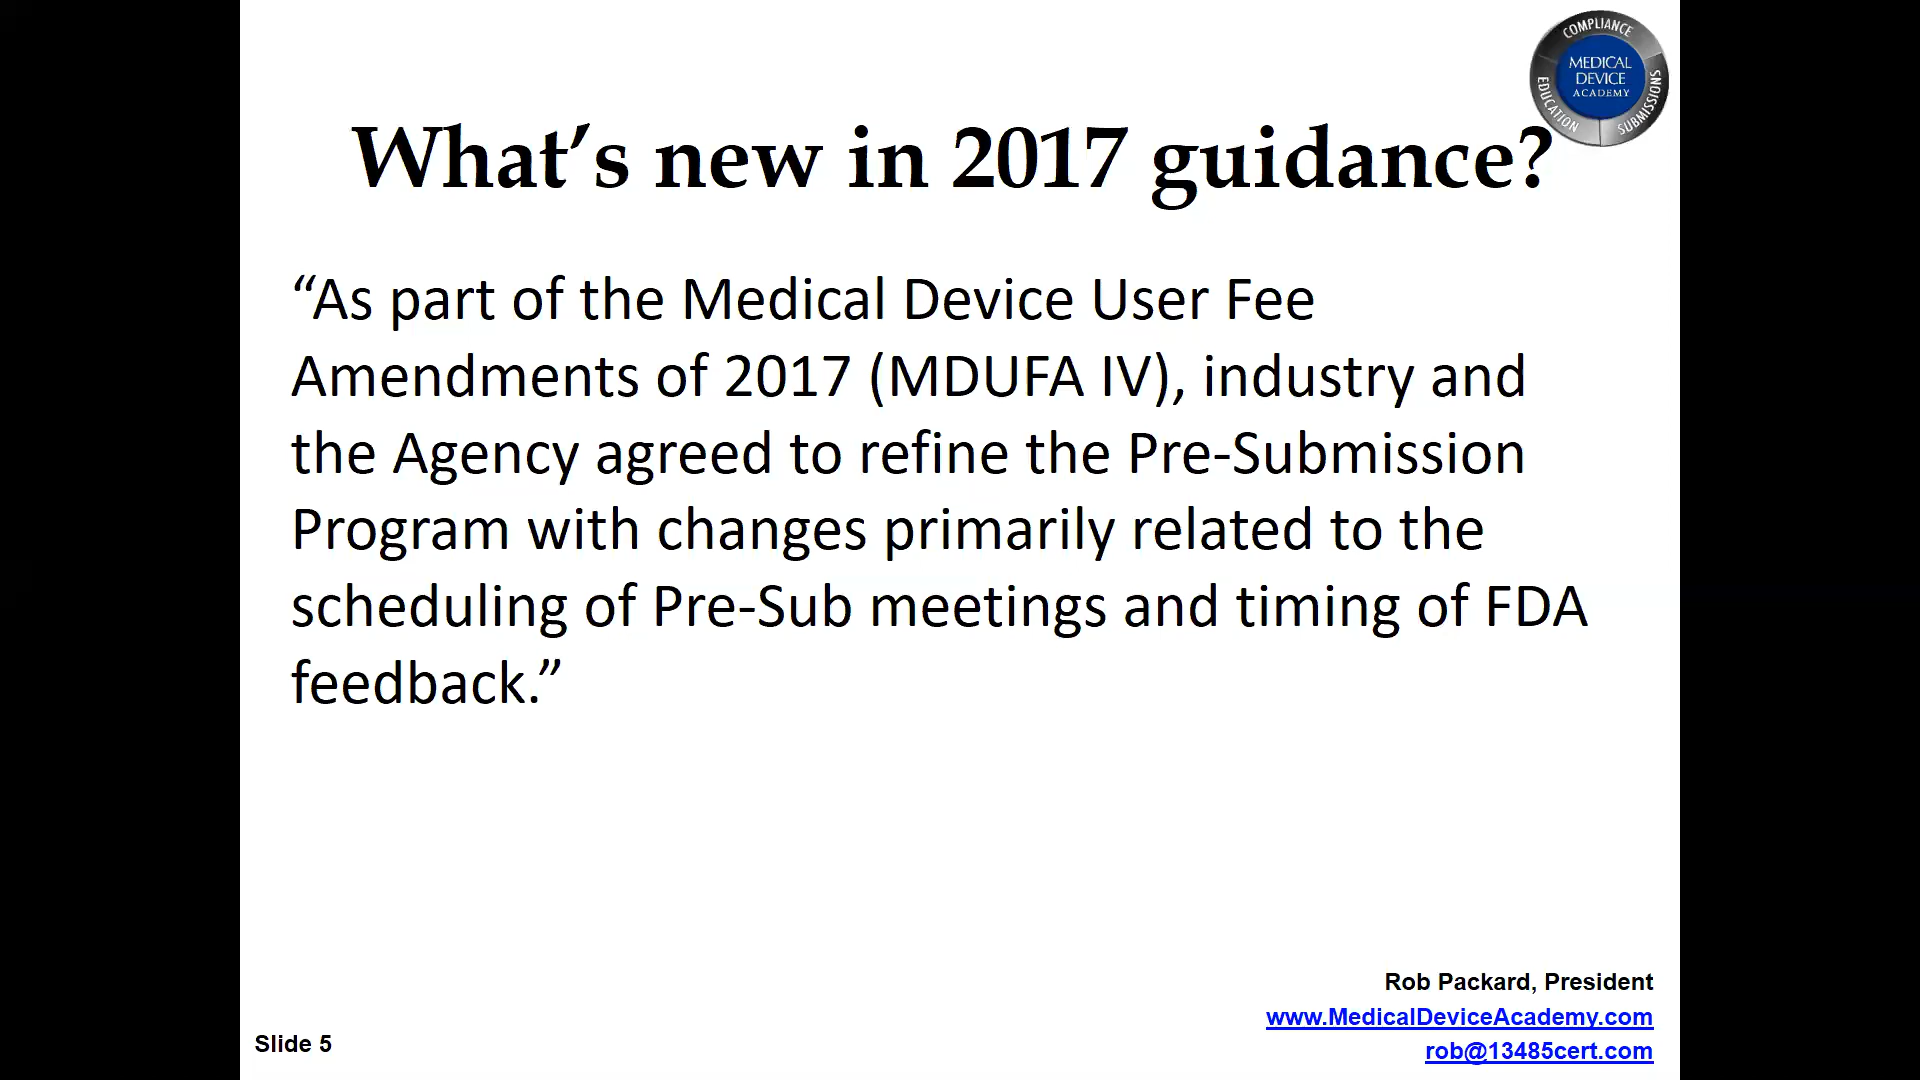 COMPLIANCE
MEDICAL
DEVICE
ACADEMY
EDUCATION
SUBMISSIONS
What’s new in 2017 guidance?
“As part of the Medical Device User Fee
Amendments of 2017 (MDUFA IV), industry and
the Agency agreed to refine the Pre-Submission
Program with changes primarily related to the
scheduling of Pre-Sub meetings and timing of FDA
feedback.”
Rob Packard, President
www.MedicalDeviceAcademy.com
Slide 5
rob@13485cert.com